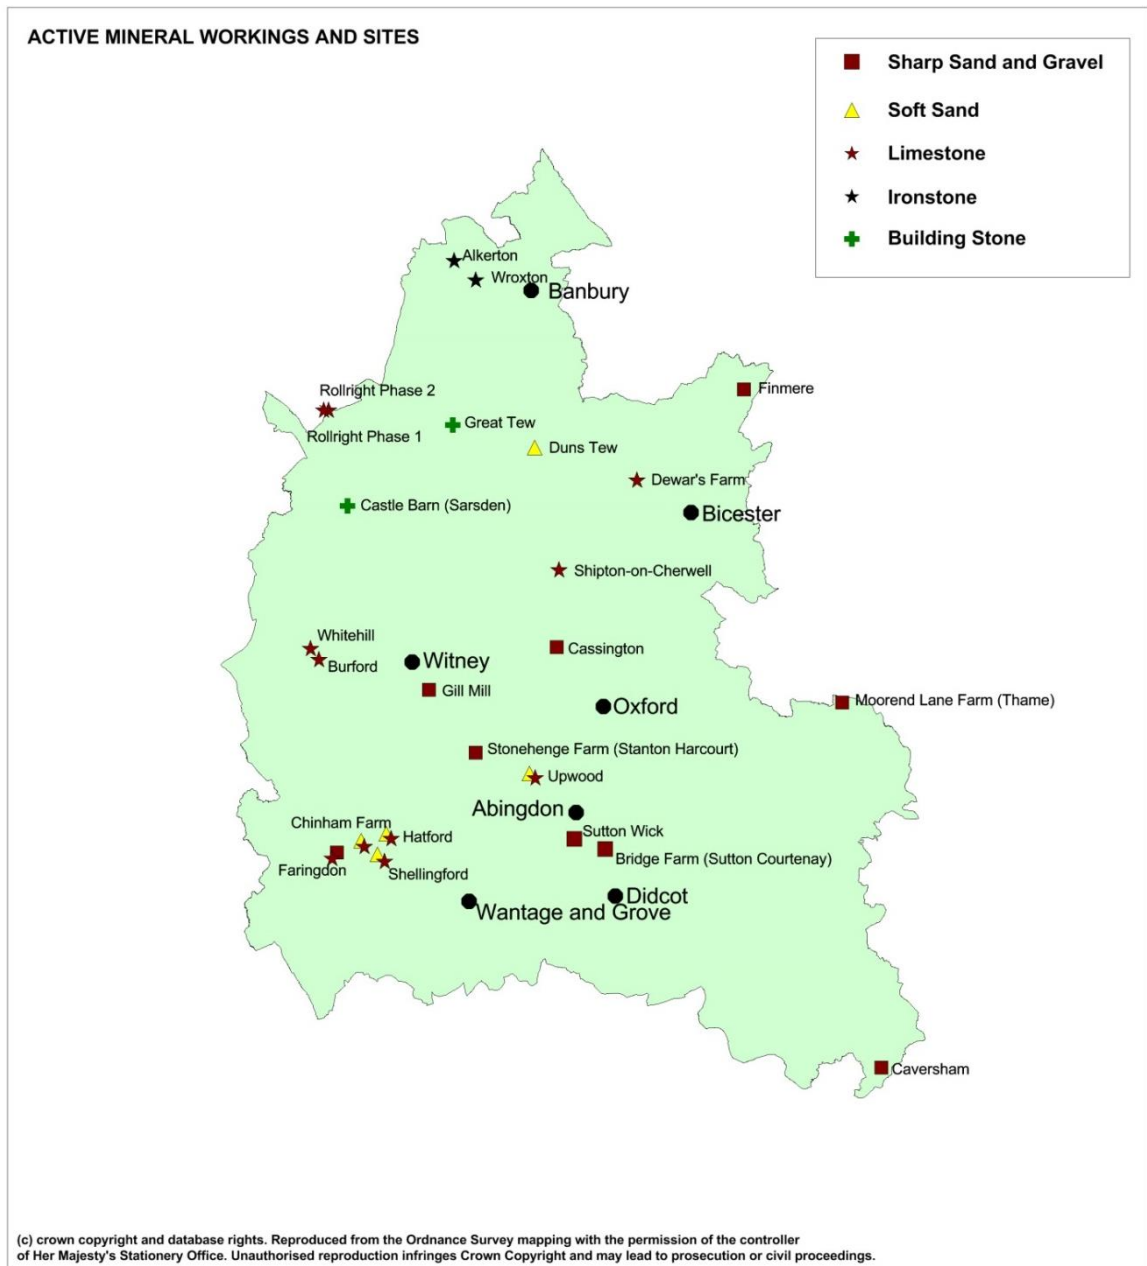 ACTIVE MINERAL WORKINGS AND SITES
Sharp Sand and Gravel
Soft Sand
Limestone
Ironstone
Building Stone
Alkerton
Wroxton
Banbury
Rollright Phase 2
Finmere
Great Tew
Rollright Phase 1
Duns Tew
Dewar's Farm
Castle Barn (Sarsden)
Bicester
Shipton-on-Cherwell
Whitehill
Cassington
Witney
Burford
Gill Mill
Moorend Lane Farm (Thame)
Oxford
Stonehenge Farm (Stanton Harcourt)
Upwood
Abingdon
Chinham Farm
Sutton Wick
Hatford
Bridge Farm (Sutton Courtenay)
Faringdon
Shellingford
Didcot
Wantage and Grove
Caversham
(c) crown copyright and database rights. Reproduced from the Ordnance Survey mapping with the permission of the controller
of Her Majesty's Stationery Office. Unauthorised reproduction infringes Crown Copyright and may lead to prosecution or civil proceedings.